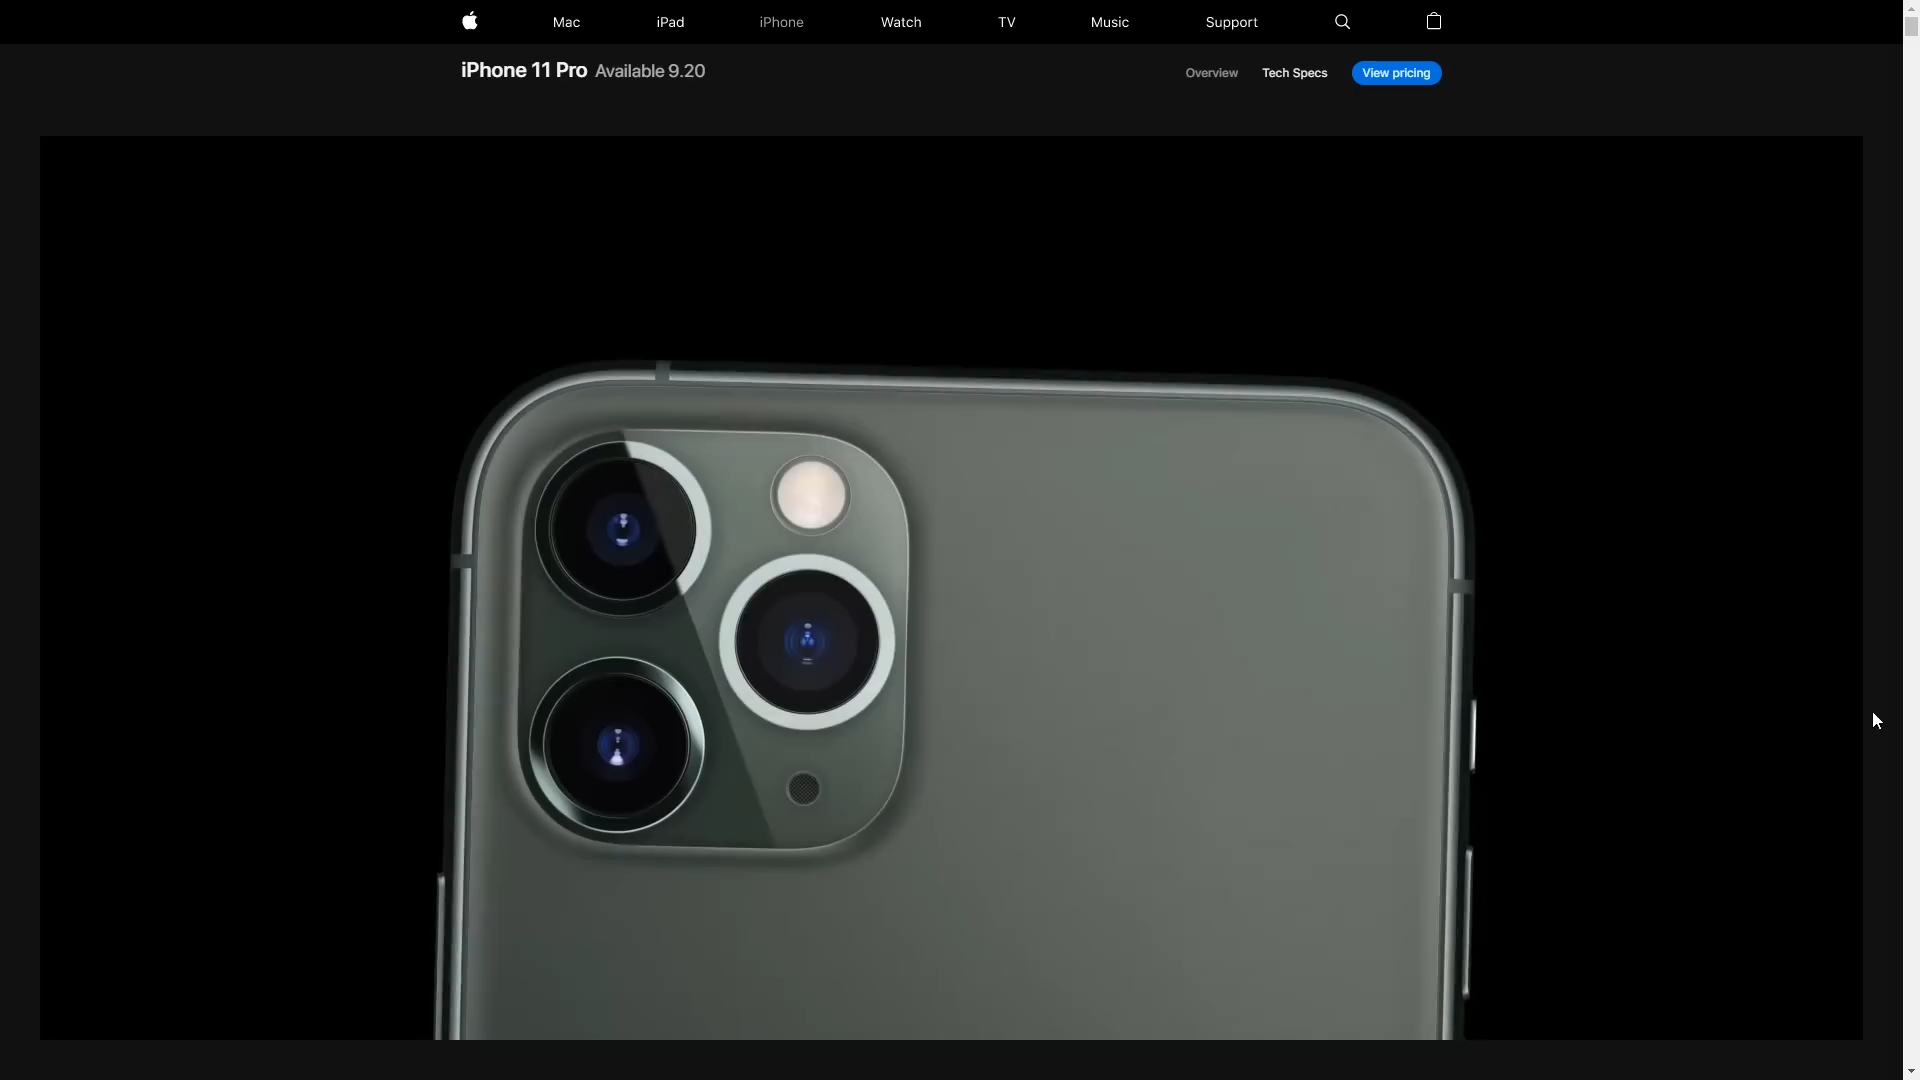 Mac iPad iPhone Watch TV Music Support
iPhone 11 Pro Available 9.20 Overview Tech Specs View pricing